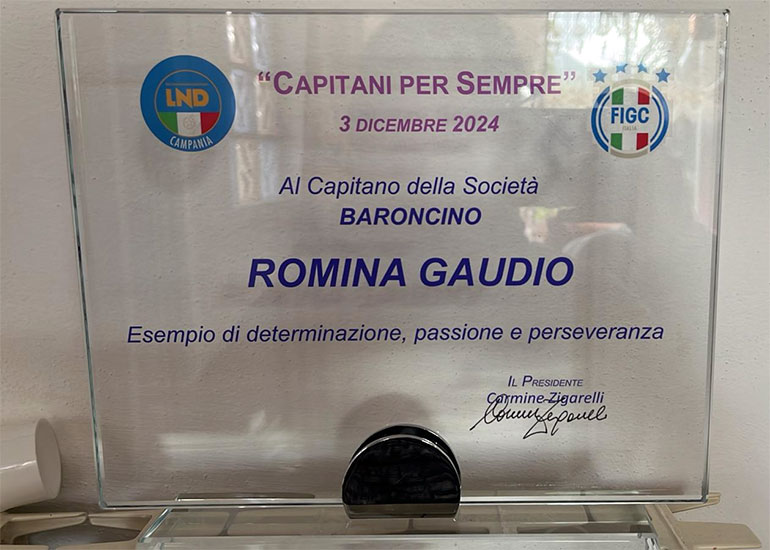 "CAPITANI PER SEMPRE"
3 DICEMBRE 2024
LND
CAMPANIA
FIGC
ITALIA
Al Capitano della Società
BARONCINO
ROMINA GAUDIO
Esempio di determinazione, passione e perseveranza
IL PRESIDENTE
Carmine Zigarelli